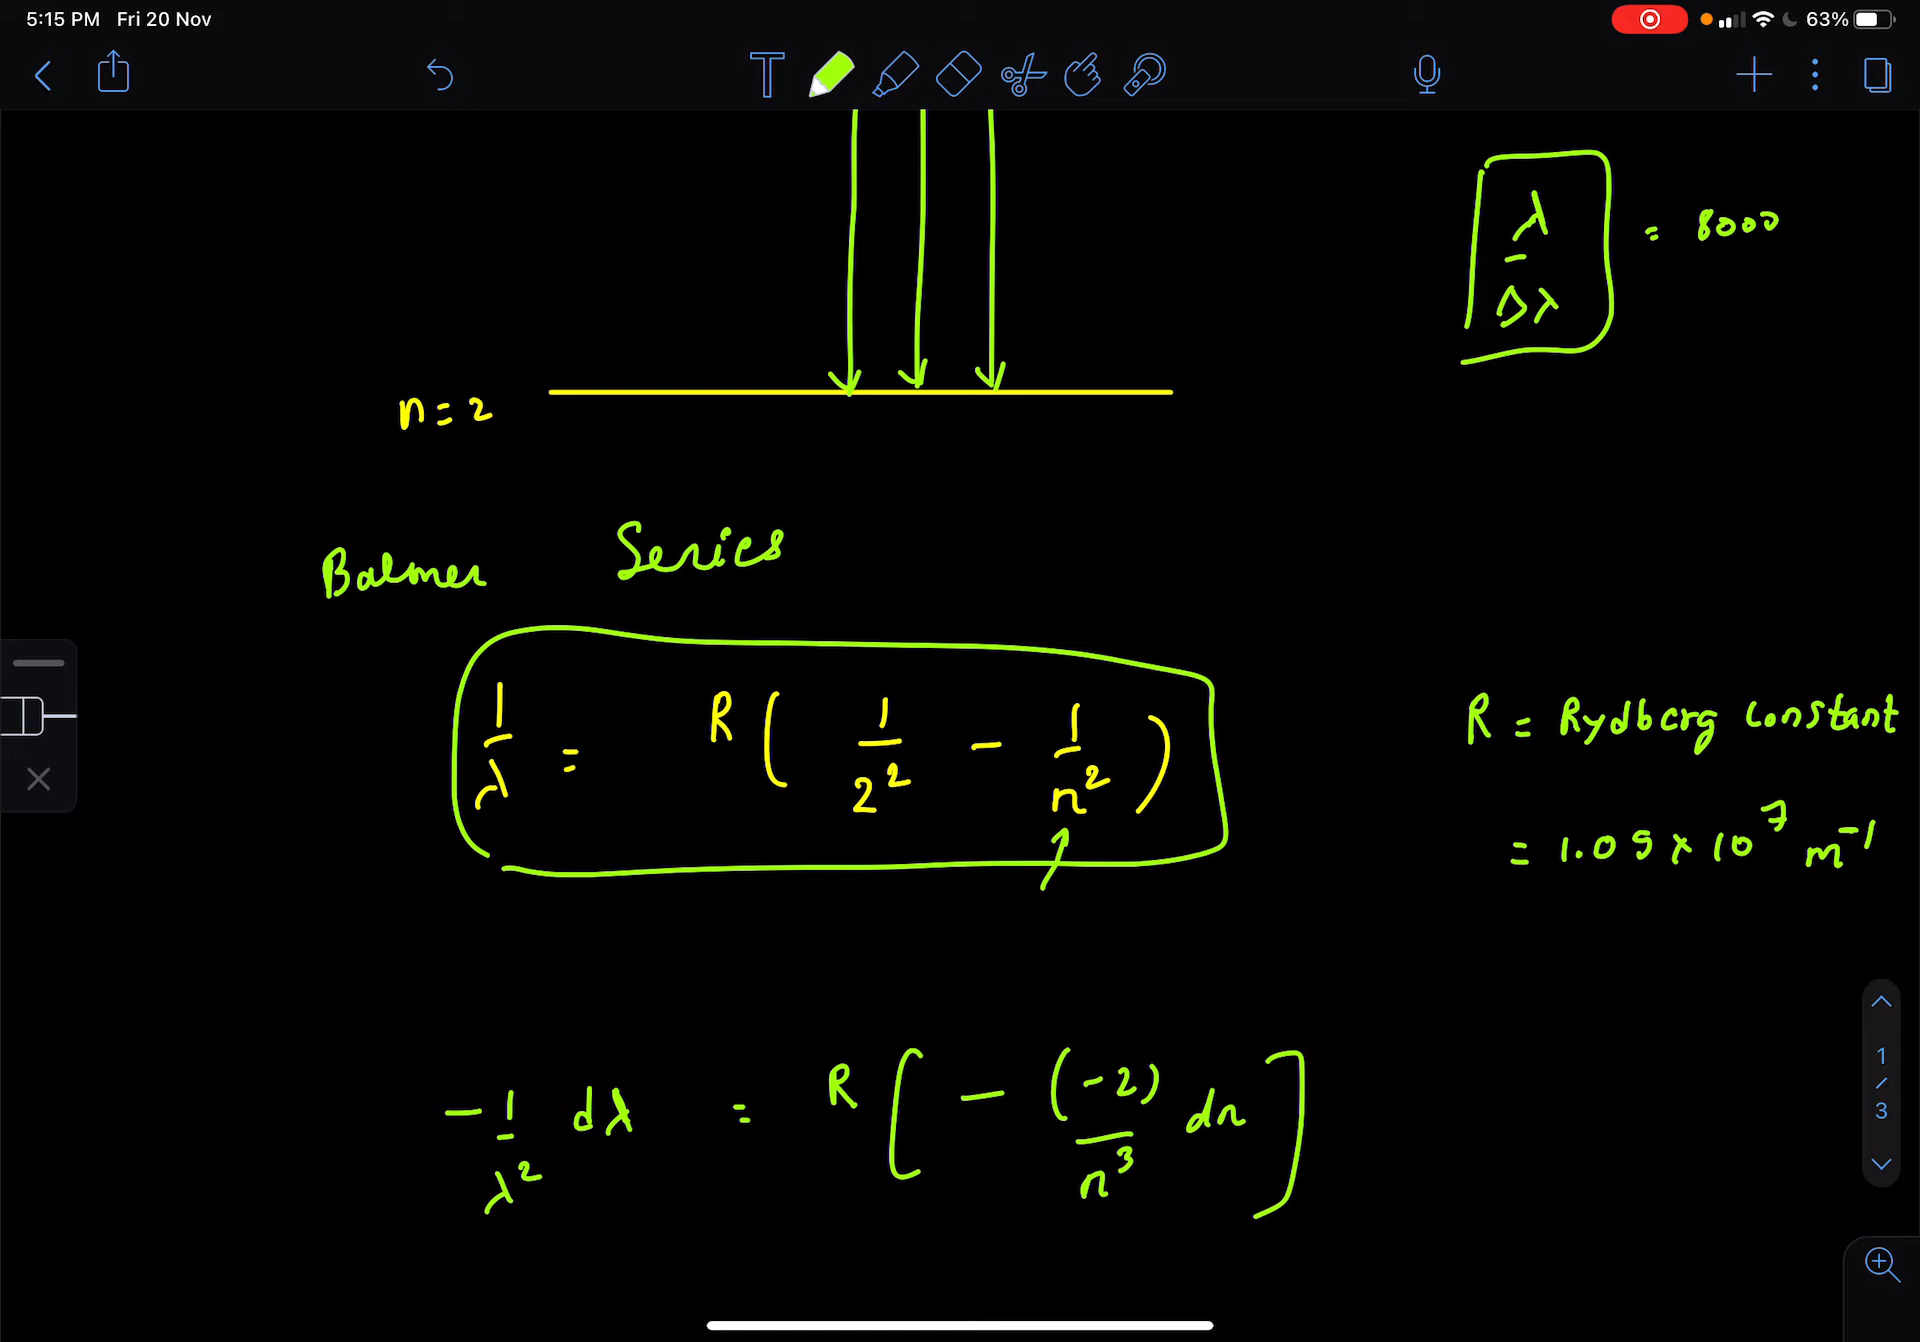 5:15 PM Fri 20 Nov
63%
T
λ/Δλ = 8000
n = 2
Balmer Series
1/λ = R ( 1/2² - 1/n² )
R = Rydberg constant
= 1.09 × 10⁷ m⁻¹
- 1/λ² dλ = R [ - (-2)/n³ dn ]
1
/
3